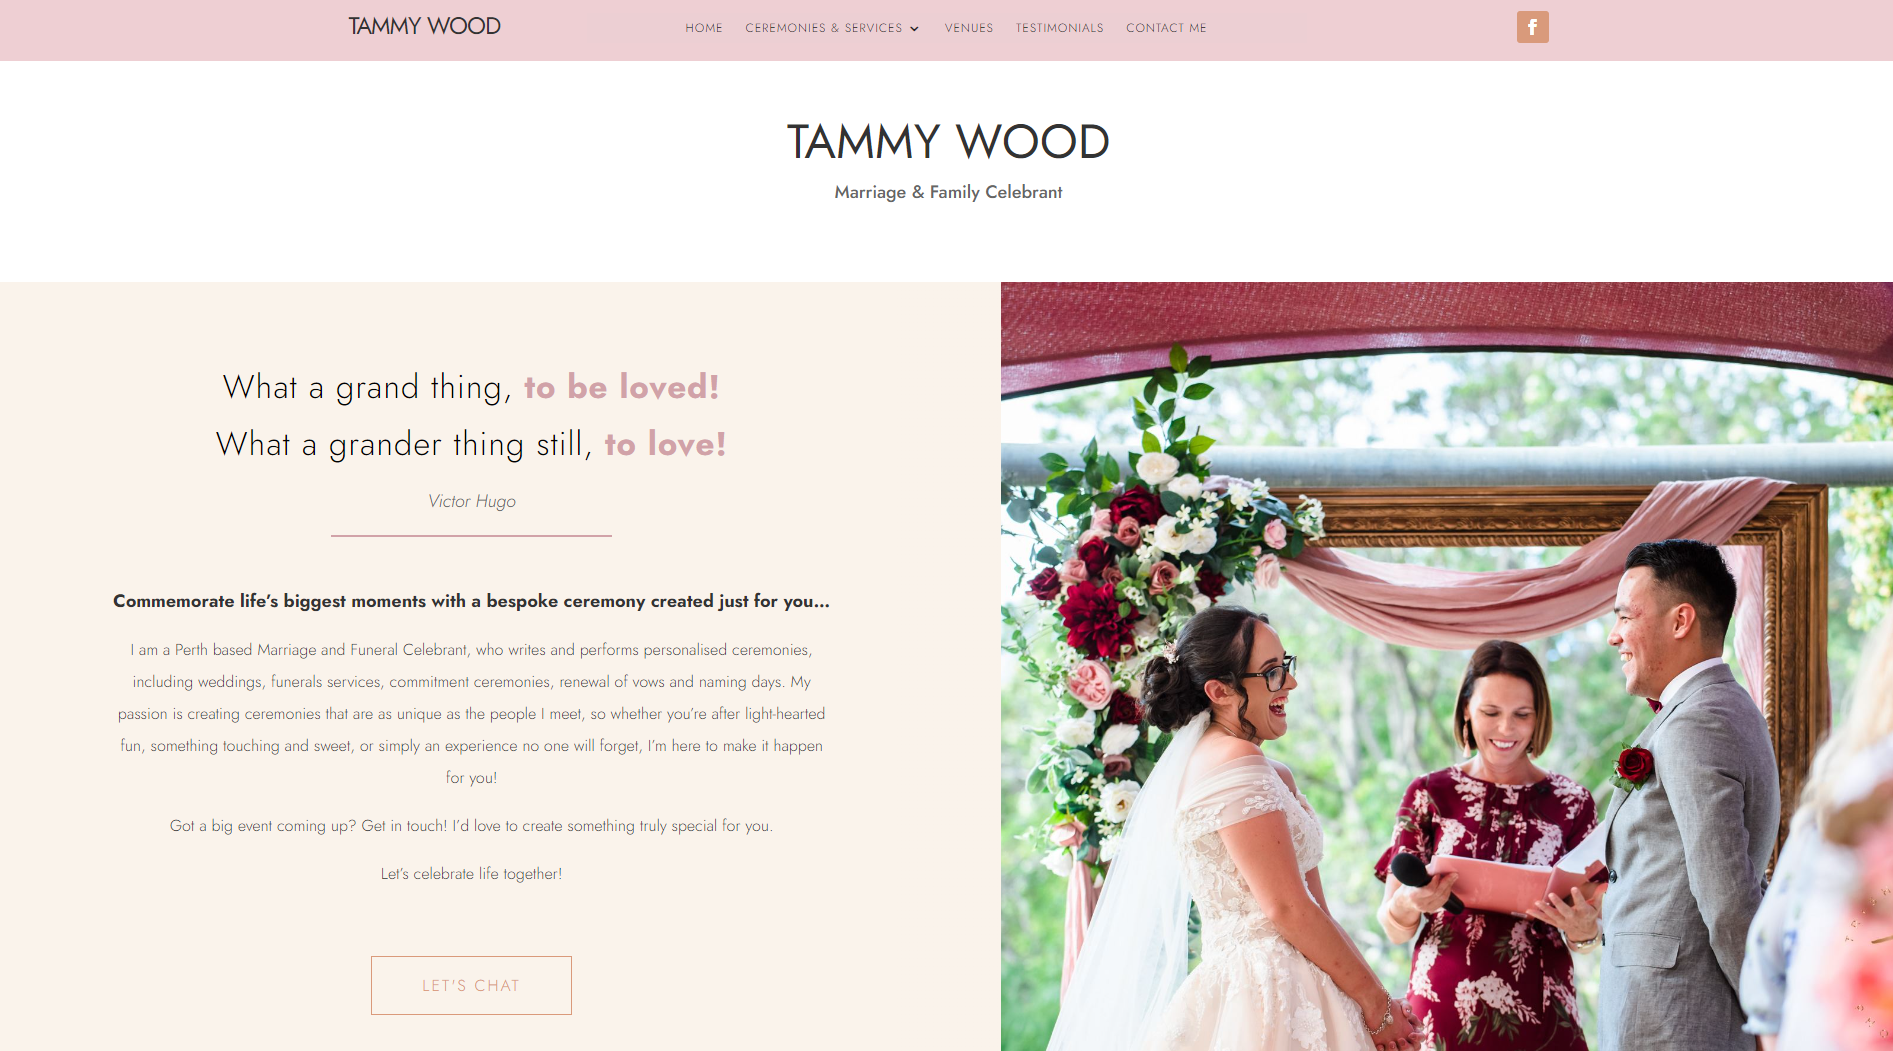 TAMMY WOOD
HOME CEREMONIES & SERVICES VENUES TESTIMONIALS CONTACT ME
f
TAMMY WOOD
Marriage & Family Celebrant
What a grand thing, to be loved!
What a grander thing still, to love!
Victor Hugo
Commemorate life’s biggest moments with a bespoke ceremony created just for you...
I am a Perth based Marriage and Funeral Celebrant, who writes and performs personalised ceremonies,
including weddings, funerals services, commitment ceremonies, renewal of vows and naming days. My
passion is creating ceremonies that are as unique as the people I meet, so whether you’re after light-hearted
fun, something touching and sweet, or simply an experience no one will forget, I’m here to make it happen
for you!
Got a big event coming up? Get in touch! I’d love to create something truly special for you.
Let’s celebrate life together!
LET'S CHAT